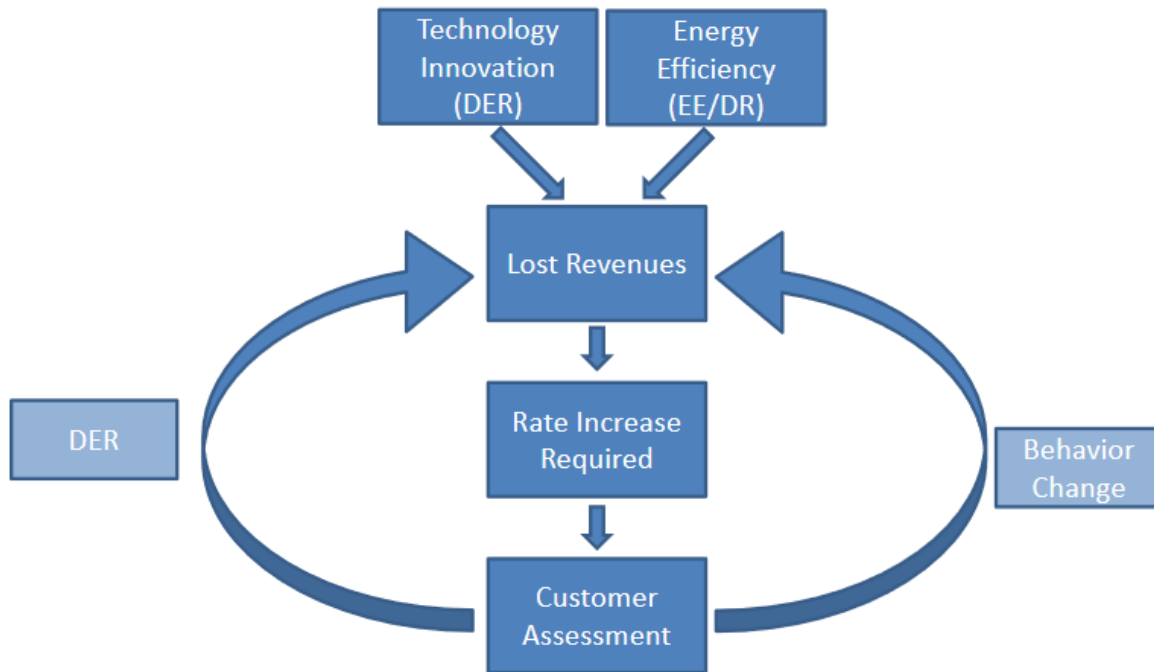 Technology
Innovation
(DER)
Energy
Efficiency
(EE/DR)
Lost Revenues
Rate Increase
Required
DER
Behavior
Change
Customer
Assessment